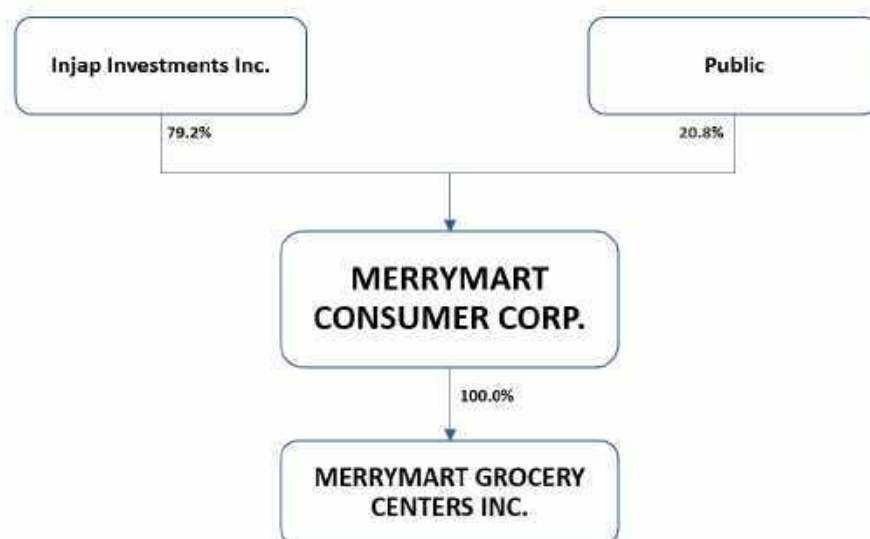 Injap Investments Inc.
Public
79.2%
20.8%
MERRYMART
CONSUMER CORP.
100.0%
MERRYMART GROCERY
CENTERS INC.